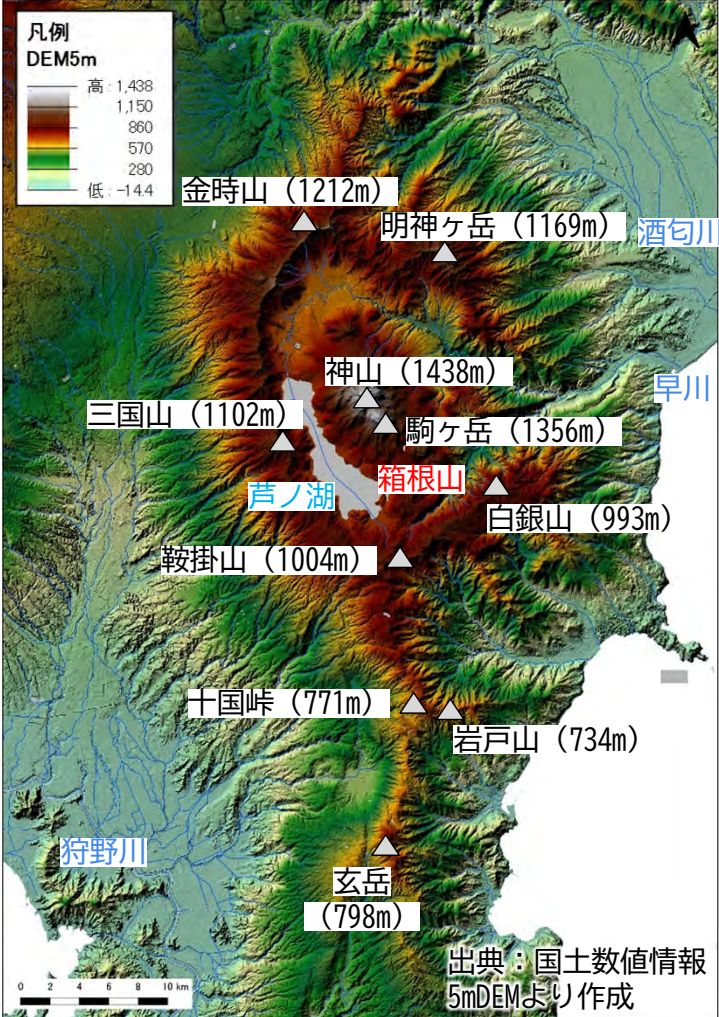 凡例
DEM5m
高 : 1,438
1,150
860
570
280
低 : -14.4
金時山（1212m）
明神ヶ岳（1169m）
酒匂川
神山（1438m）
早川
三国山（1102m）
駒ヶ岳（1356m）
箱根山
芦ノ湖
白銀山（993m）
鞍掛山（1004m）
十国峠（771m）
岩戸山（734m）
狩野川
玄岳
（798m）
出典：国土数値情報
5mDEMより作成
0 2 4 6 8 10 km